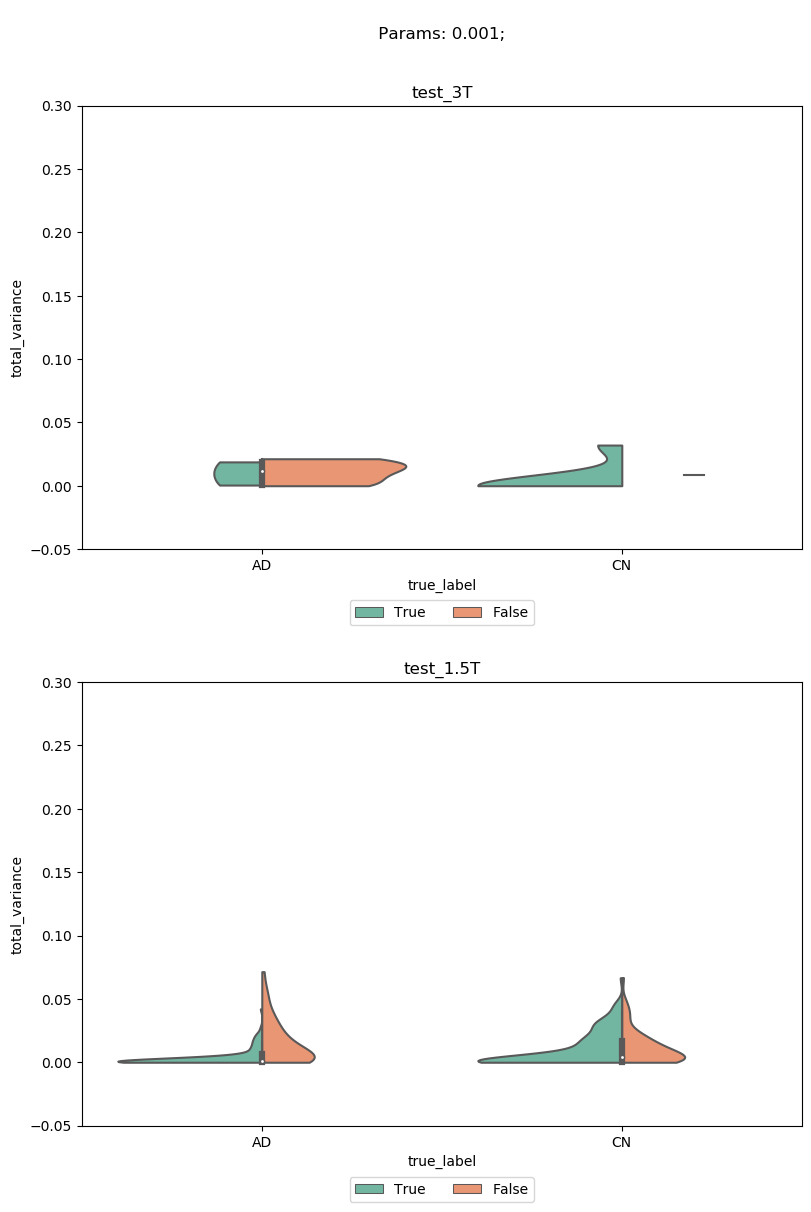 Params: 0.001;
test_3T
0.30
0.25
0.20
0.15
0.10
0.05
0.00
−0.05
total_variance
AD CN
true_label
True False
test_1.5T
0.30
0.25
0.20
0.15
0.10
0.05
0.00
−0.05
total_variance
AD CN
true_label
True False